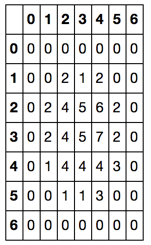 0 1 2 3 4 5 6
0 0 0 0 0 0 0 0
1 0 0 2 1 2 0 0
2 0 2 4 5 6 2 0
3 0 2 4 5 7 2 0
4 0 1 4 4 4 3 0
5 0 0 1 1 3 0 0
6 0 0 0 0 0 0 0